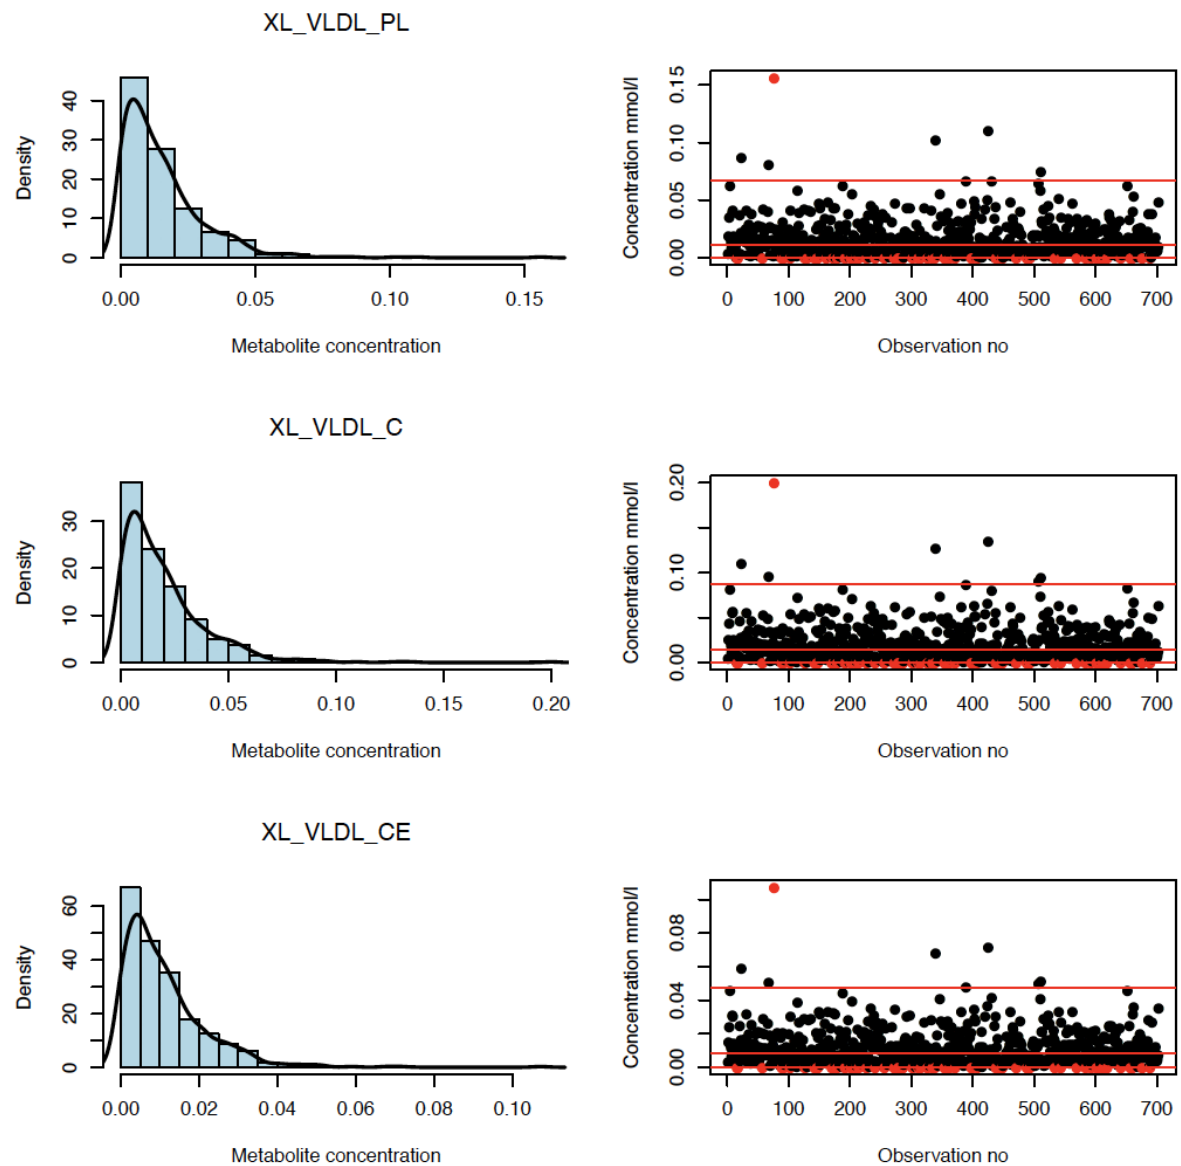 XL_VLDL_PL
Density
0 10 20 30 40
0.00 0.05 0.10 0.15
Metabolite concentration
Concentration mmol/l
0.00 0.05 0.10 0.15
0 100 200 300 400 500 600 700
Observation no
XL_VLDL_C
Density
0 10 20 30
0.00 0.05 0.10 0.15 0.20
Metabolite concentration
Concentration mmol/l
0.00 0.10 0.20
0 100 200 300 400 500 600 700
Observation no
XL_VLDL_CE
Density
0 20 40 60
0.00 0.02 0.04 0.06 0.08 0.10
Metabolite concentration
Concentration mmol/l
0.00 0.04 0.08
0 100 200 300 400 500 600 700
Observation no